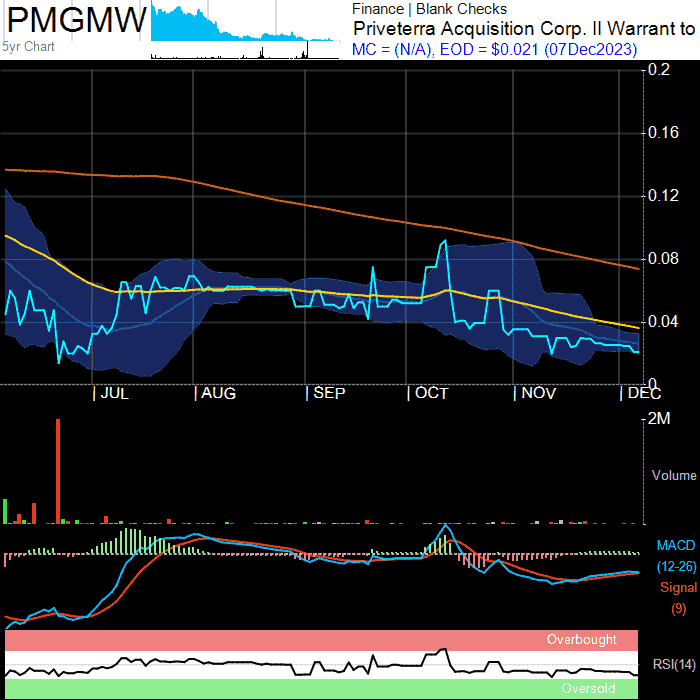 PMGMW
5yr Chart
Finance | Blank Checks
Priveterra Acquisition Corp. II Warrant to
MC = (N/A), EOD = $0.021 (07Dec2023)
0.2
0.16
0.12
0.08
0.04
0
JUL
AUG
SEP
OCT
NOV
DEC
2M
Volume
MACD
(12-26)
Signal
(9)
Overbought
RSI(14)
Oversold